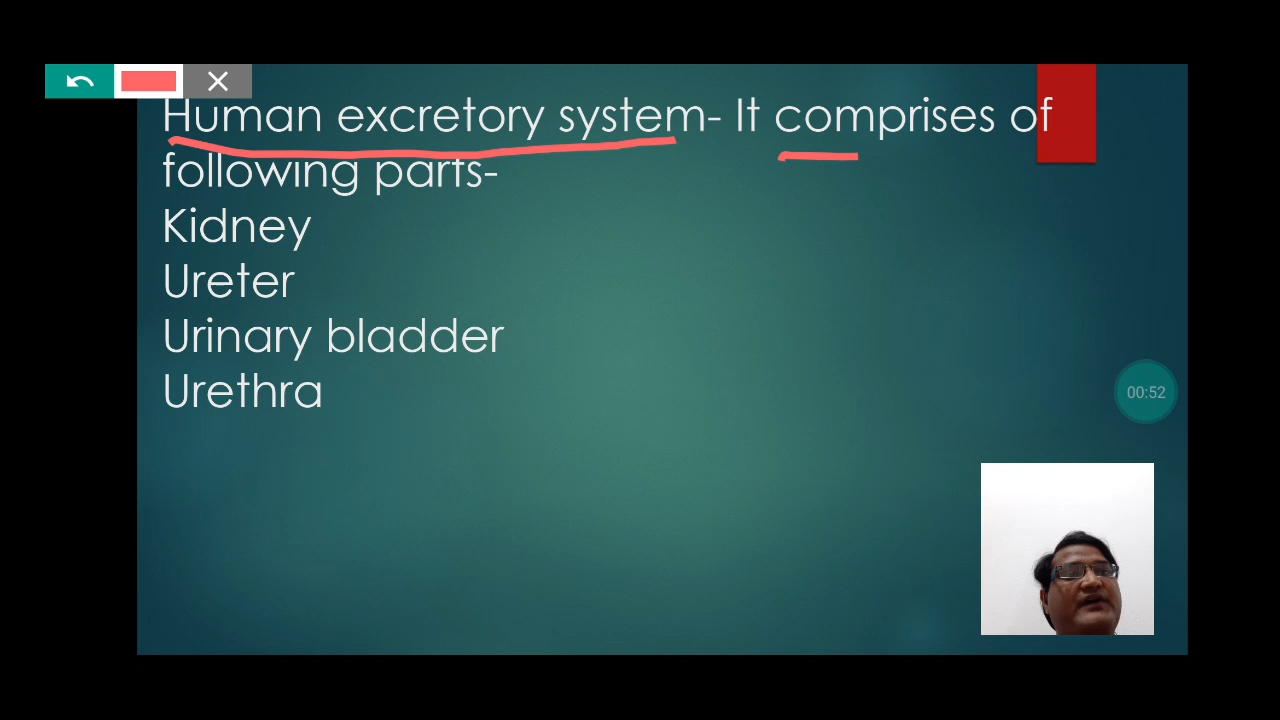 Human excretory system- It comprises of
following parts-
Kidney
Ureter
Urinary bladder
Urethra
00:52